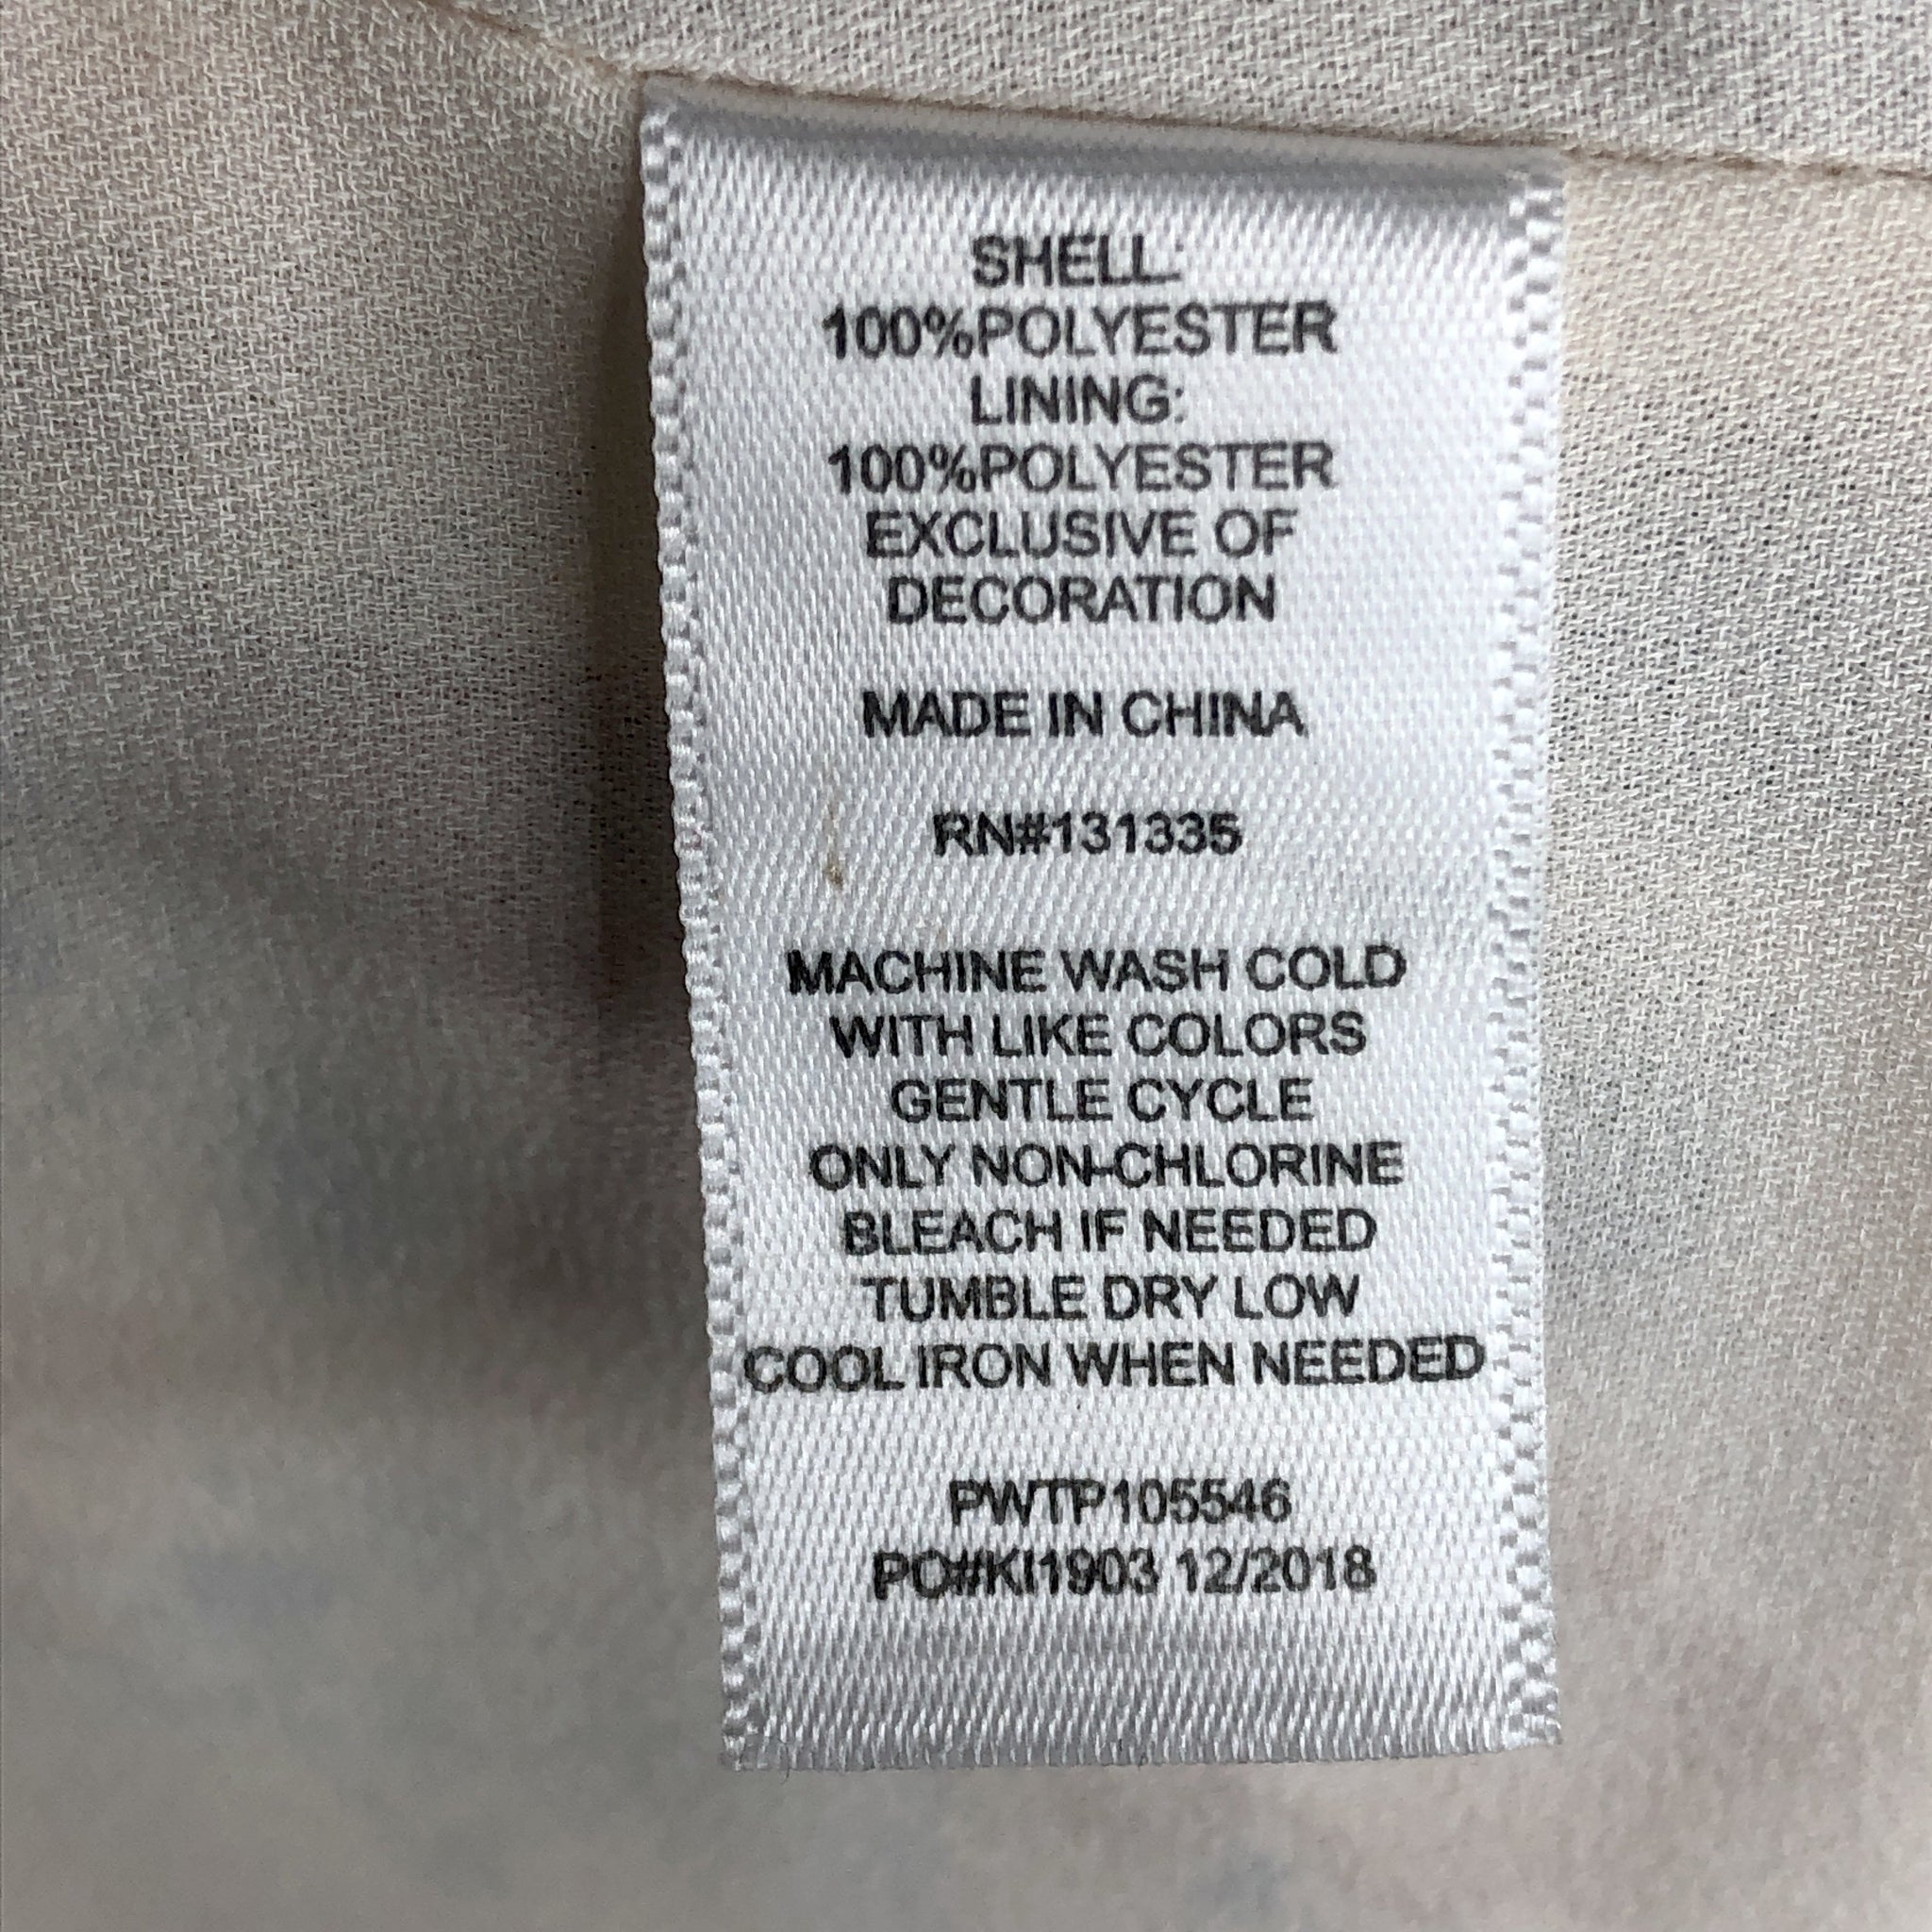 SHELL:
100%POLYESTER
LINING:
100%POLYESTER
EXCLUSIVE OF
DECORATION
MADE IN CHINA
RN#131335
MACHINE WASH COLD
WITH LIKE COLORS
GENTLE CYCLE
ONLY NON-CHLORINE
BLEACH IF NEEDED
TUMBLE DRY LOW
COOL IRON WHEN NEEDED
PWTP105546
PO#KI1903 12/2018